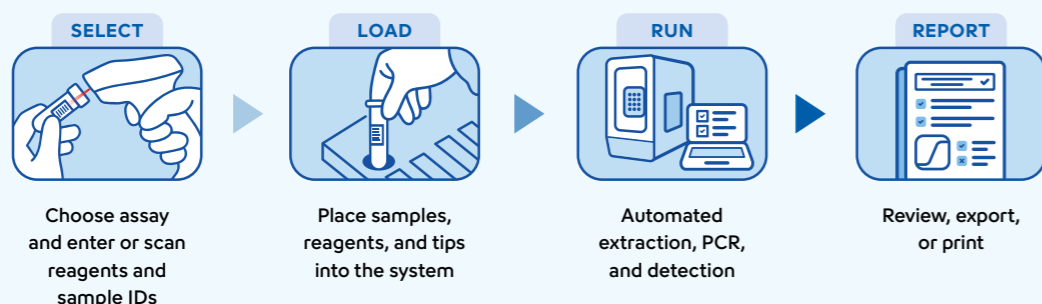 SELECT
Choose assay
and enter or scan
reagents and
sample IDs
LOAD
Place samples,
reagents, and tips
into the system
RUN
Automated
extraction, PCR,
and detection
REPORT
Review, export,
or print